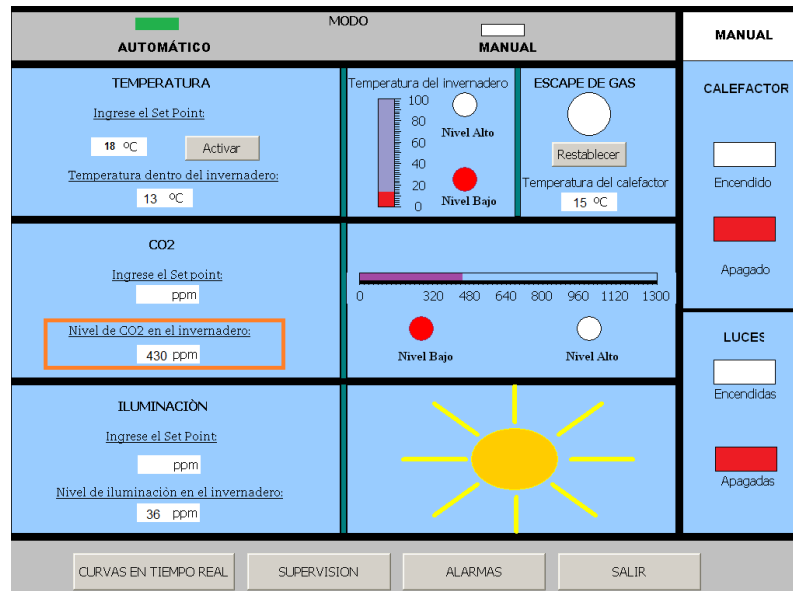 MODO
AUTOMÁTICO
MANUAL
MANUAL
TEMPERATURA
Ingrese el Set Point:
18 ºC
Activar
Temperatura dentro del invernadero:
13 ºC
Temperatura del invernadero
100
80
60
40
20
0
Nivel Alto
Nivel Bajo
ESCAPE DE GAS
Restablecer
Temperatura del calefactor
15 ºC
CALEFACTOR
Encendido
Apagado
CO2
Ingrese el Set point:
ppm
Nivel de CO2 en el invernadero:
430 ppm
0 320 480 640 800 960 1120 1300
Nivel Bajo
Nivel Alto
LUCES
Encendidas
Apagadas
ILUMINACIÒN
Ingrese el Set Point:
ppm
Nivel de iluminación en el invernadero:
36 ppm
CURVAS EN TIEMPO REAL
SUPERVISION
ALARMAS
SALIR